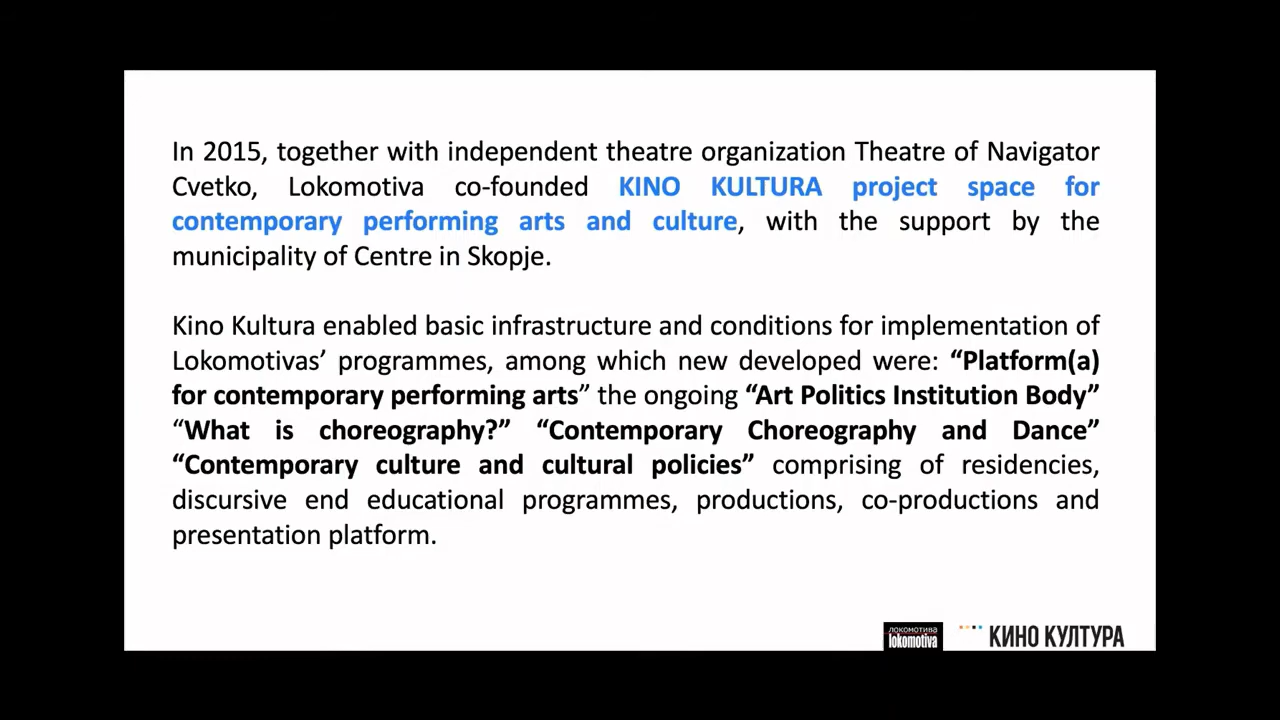 In 2015, together with independent theatre organization Theatre of Navigator
Cvetko, Lokomotiva co-founded KINO KULTURA project space for
contemporary performing arts and culture, with the support by the
municipality of Centre in Skopje.
Kino Kultura enabled basic infrastructure and conditions for implementation of
Lokomotivas’ programmes, among which new developed were: “Platform(a)
for contemporary performing arts” the ongoing “Art Politics Institution Body”
“What is choreography?” “Contemporary Choreography and Dance”
“Contemporary culture and cultural policies” comprising of residencies,
discursive end educational programmes, productions, co-productions and
presentation platform.
локомотива
lokomotiva
КИНО КУЛТУРА